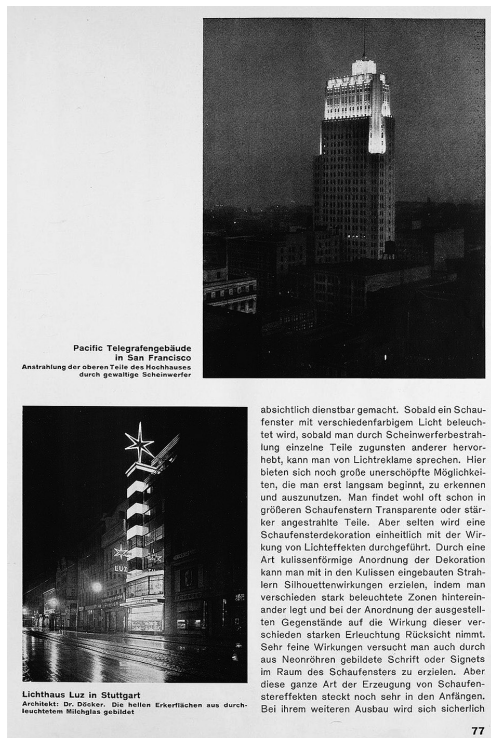 Pacific Telegrafengebäude
in San Francisco
Anstrahlung der oberen Teile des Hochhauses
durch gewaltige Scheinwerfer
absichtlich dienstbar gemacht. Sobald ein Schau-
fenster mit verschiedenfarbigem Licht beleuch-
tet wird, sobald man durch Scheinwerferbestrah-
lung einzelne Teile zugunsten anderer hervor-
hebt, kann man von Lichtreklame sprechen. Hier
bieten sich noch große unerschöpfte Möglichkei-
ten, die man erst langsam beginnt, zu erkennen
und auszunutzen. Man findet wohl oft schon in
größeren Schaufenstern Transparente oder stär-
ker angestrahlte Teile. Aber selten wird eine
Schaufensterdekoration einheitlich mit der Wir-
kung von Lichteffekten durchgeführt. Durch eine
Art kulissenförmige Anordnung der Dekoration
kann man mit in den Kulissen eingebauten Strah-
lern Silhouettenwirkungen erzielen, indem man
verschieden stark beleuchtete Zonen hinterein-
ander legt und bei der Anordnung der ausgestell-
ten Gegenstände auf die Wirkung dieser ver-
schieden starken Erleuchtung Rücksicht nimmt.
Sehr feine Wirkungen versucht man auch durch
aus Neonröhren gebildete Schrift oder Signets
im Raum des Schaufensters zu erzielen. Aber
diese ganze Art der Erzeugung von Schaufen-
stereffekten steckt noch sehr in den Anfängen.
Bei ihrem weiteren Ausbau wird sich sicherlich
LUX
Lichthaus Luz in Stuttgart
Architekt: Dr. Döcker. Die hellen Erkerflächen aus durch-
leuchtetem Milchglas gebildet
77